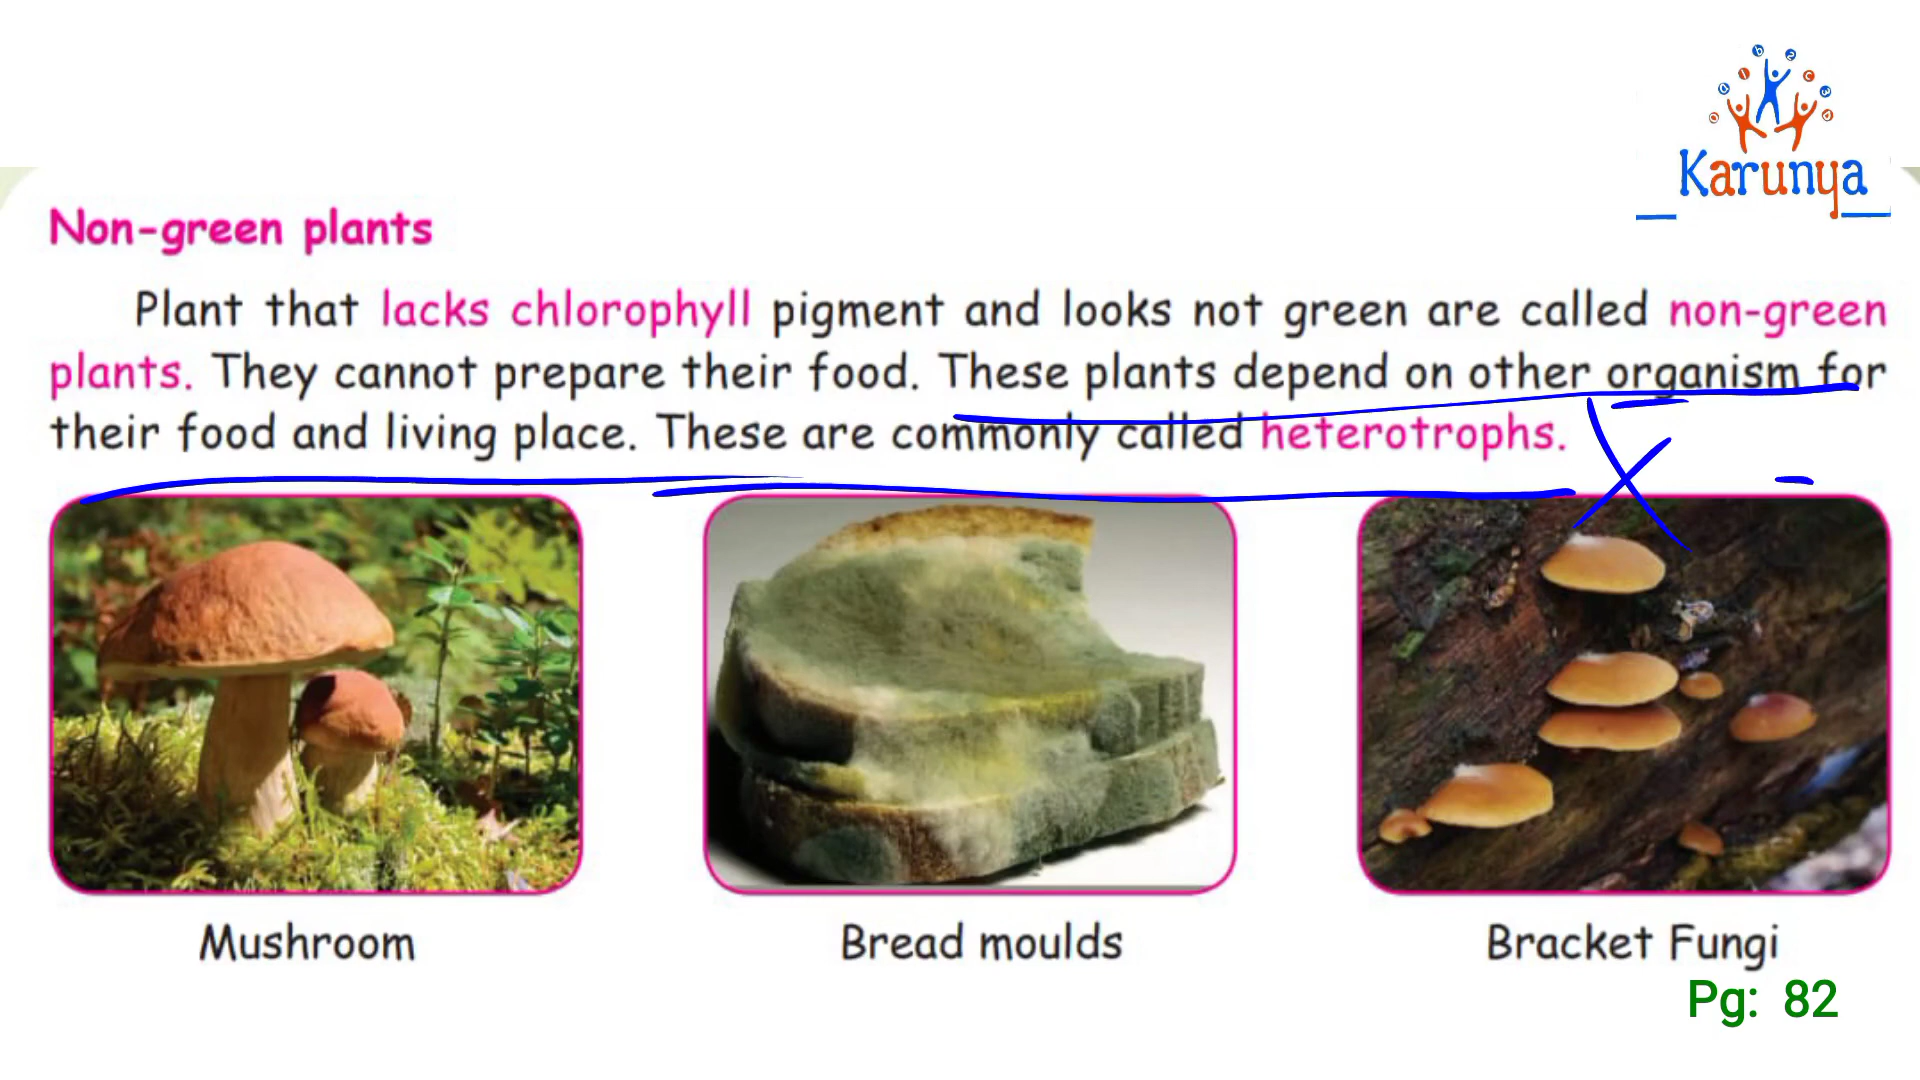 Karunya
Non-green plants
Plant that lacks chlorophyll pigment and looks not green are called non-green
plants. They cannot prepare their food. These plants depend on other organism for
their food and living place. These are commonly called heterotrophs.
Mushroom
Bread moulds
Bracket Fungi
Pg: 82